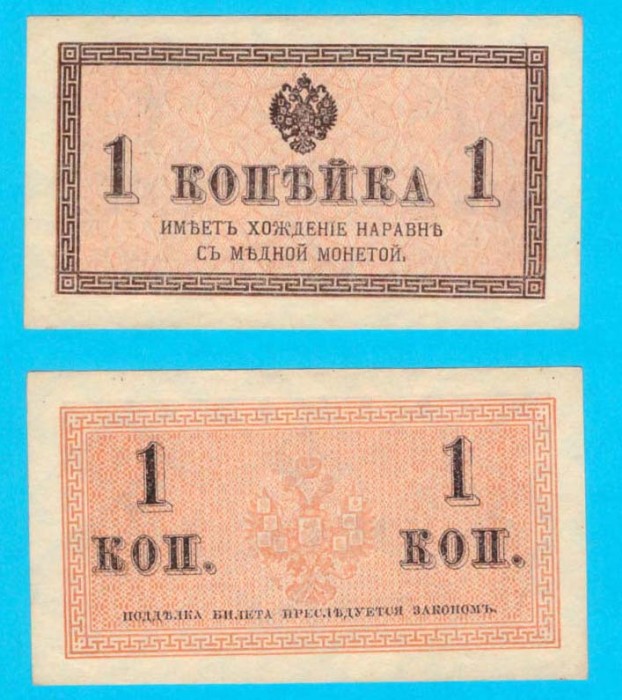 1 КОПѢЙКА 1
ИМѢЕТЪ ХОЖДЕНІЕ НАРАВНѢ
СЪ МѢДНОЙ МОНЕТОЙ.
1 1
КОП. КОП.
ПОДДѢЛКА БИЛЕТА ПРЕСЛѢДУЕТСЯ ЗАКОНОМЪ.